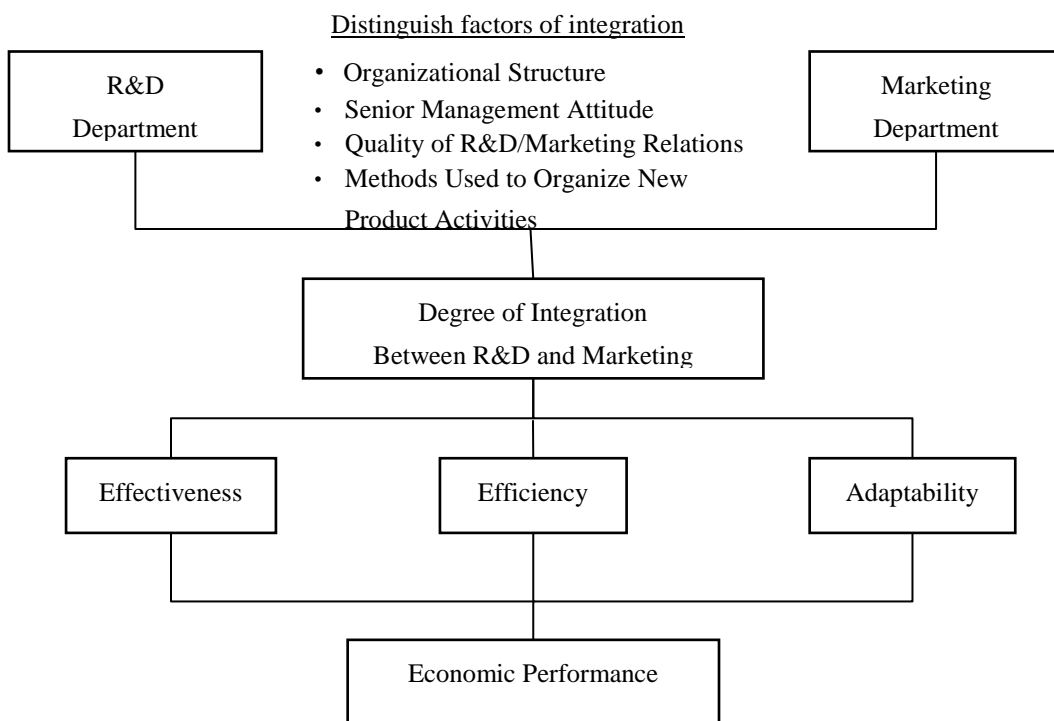 Distinguish factors of integration
R&D
Department
• Organizational Structure
• Senior Management Attitude
• Quality of R&D/Marketing Relations
• Methods Used to Organize New
Product Activities
Marketing
Department
Degree of Integration
Between R&D and Marketing
Effectiveness
Efficiency
Adaptability
Economic Performance